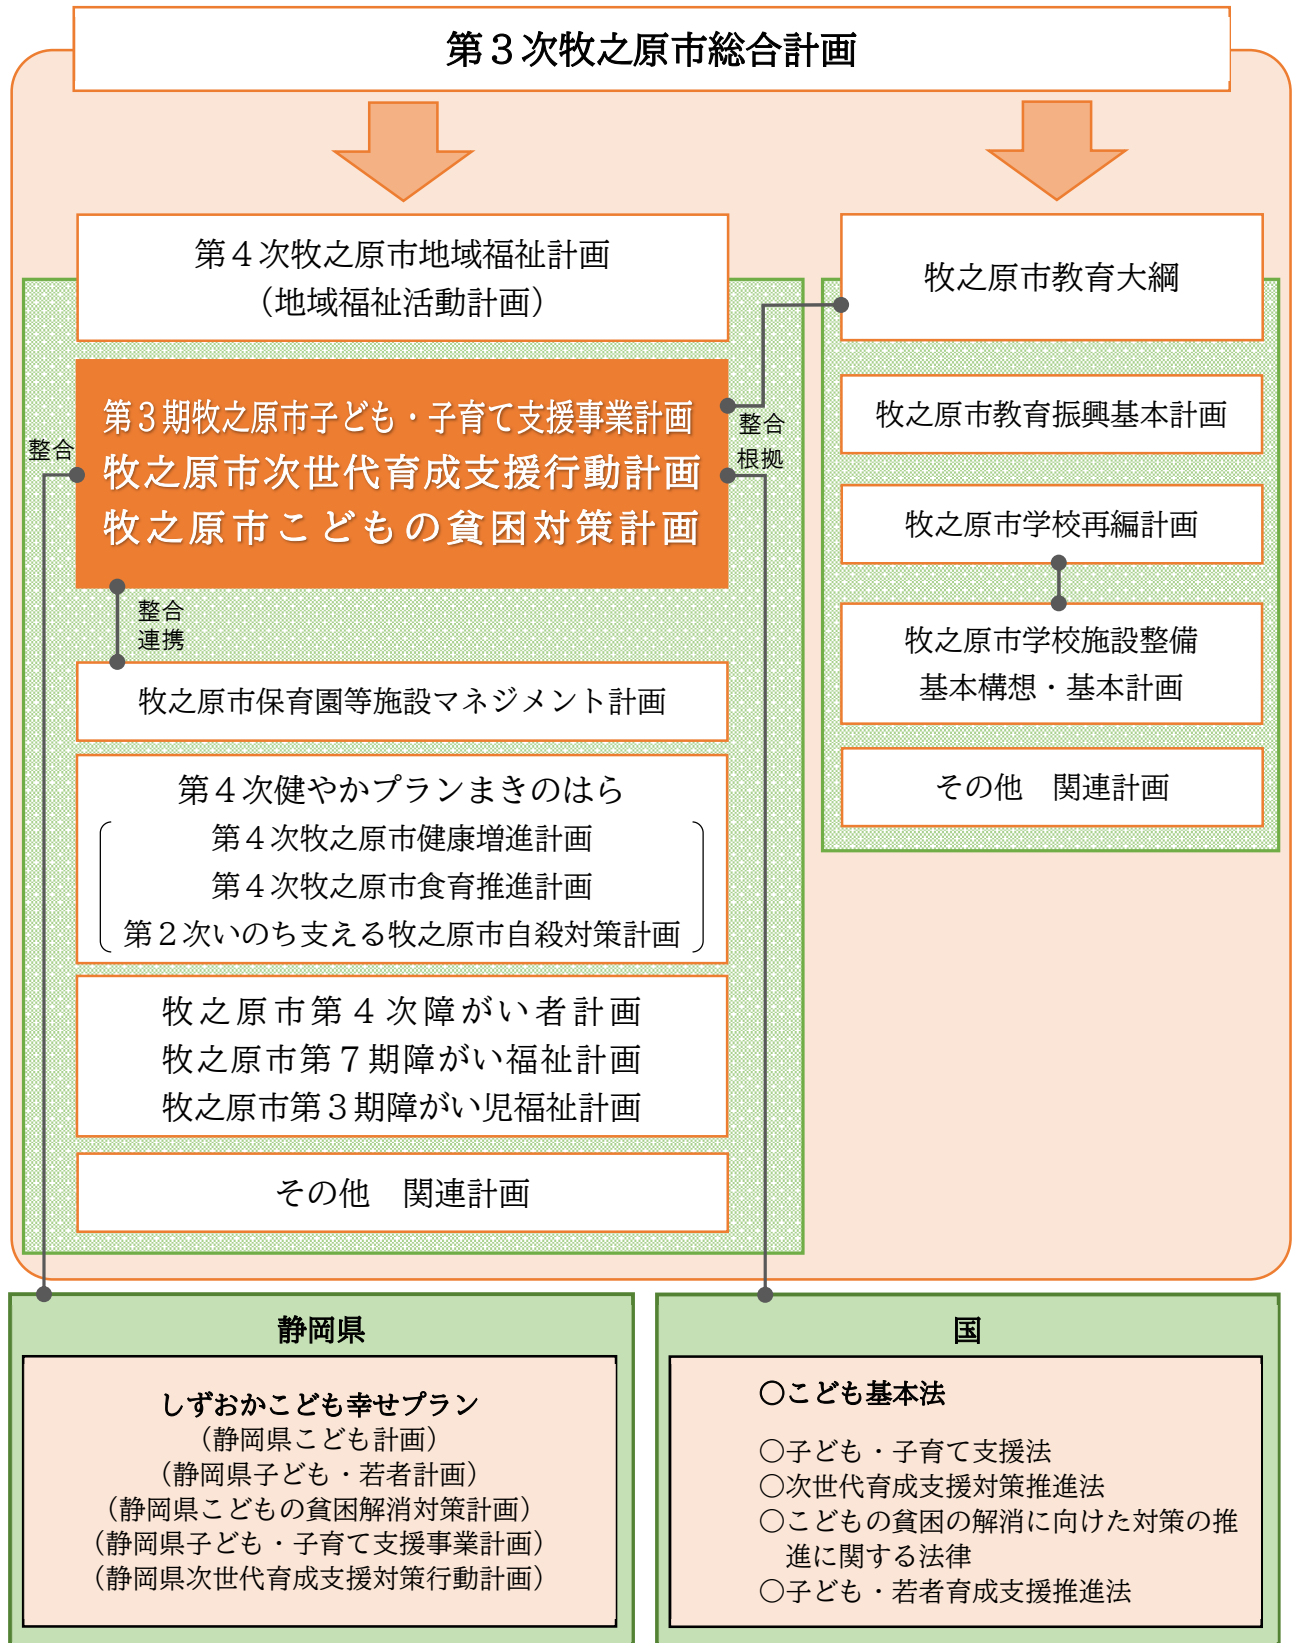 第３次牧之原市総合計画
第４次牧之原市地域福祉計画
（地域福祉活動計画）
第３期牧之原市子ども・子育て支援事業計画
牧之原市次世代育成支援行動計画
牧之原市こどもの貧困対策計画
整合
整合
根拠
整合
連携
牧之原市保育園等施設マネジメント計画
第４次健やかプランまきのはら
第４次牧之原市健康増進計画
第４次牧之原市食育推進計画
第２次いのち支える牧之原市自殺対策計画
牧之原市第４次障がい者計画
牧之原市第７期障がい福祉計画
牧之原市第３期障がい児福祉計画
その他　関連計画
牧之原市教育大綱
牧之原市教育振興基本計画
牧之原市学校再編計画
牧之原市学校施設整備
基本構想・基本計画
その他　関連計画
静岡県
しずおかこども幸せプラン
（静岡県こども計画）
（静岡県子ども・若者計画）
（静岡県こどもの貧困解消対策計画）
（静岡県子ども・子育て支援事業計画）
（静岡県次世代育成支援対策行動計画）
国
○こども基本法
○子ども・子育て支援法
○次世代育成支援対策推進法
○こどもの貧困の解消に向けた対策の推
進に関する法律
○子ども・若者育成支援推進法